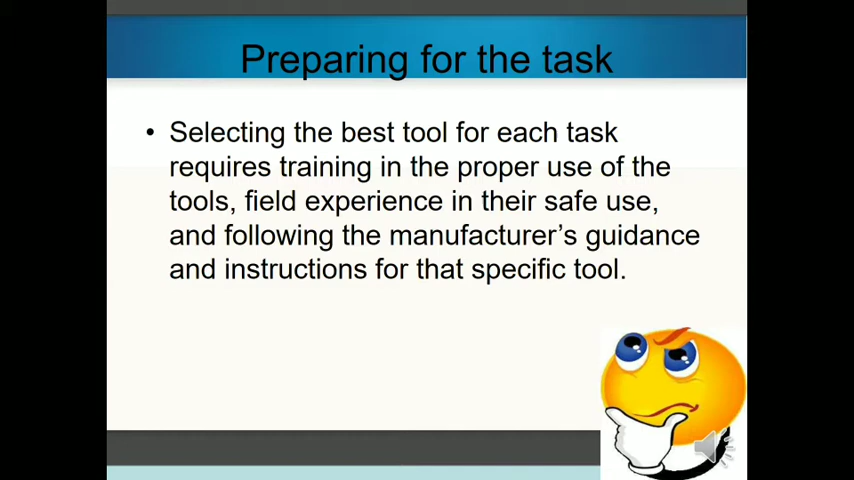 Preparing for the task
• Selecting the best tool for each task
requires training in the proper use of the
tools, field experience in their safe use,
and following the manufacturer's guidance
and instructions for that specific tool.